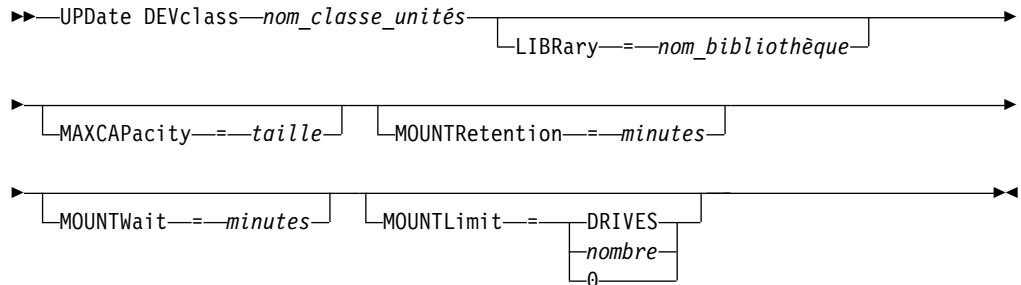 UPDate DEVclass nom_classe_unités
LIBRary = nom_bibliothèque
MAXCAPacity = taille MOUNTRetention = minutes
MOUNTWait = minutes MOUNTLimit = DRIVES
nombre
0